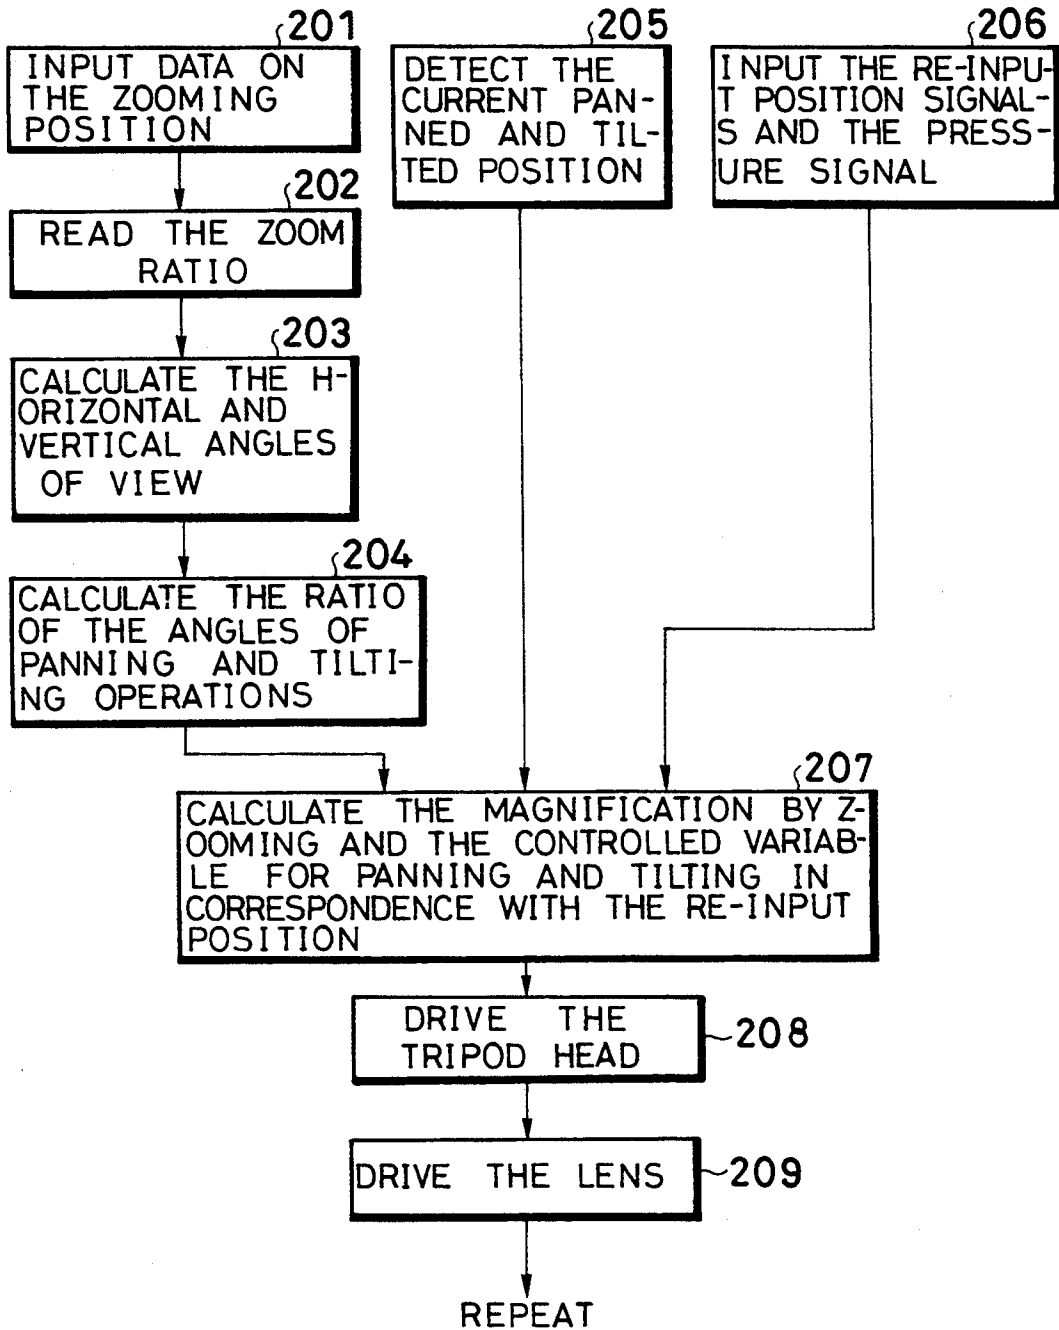 201
INPUT DATA ON
THE ZOOMING
POSITION
202
READ THE ZOOM
RATIO
203
CALCULATE THE H-
ORIZONTAL AND
VERTICAL ANGLES
OF VIEW
204
CALCULATE THE RATIO
OF THE ANGLES OF
PANNING AND TILTI-
NG OPERATIONS
205
DETECT THE
CURRENT PAN-
NED AND TIL-
TED POSITION
206
INPUT THE RE-INPU-
T POSITION SIGNAL-
S AND THE PRESS-
URE SIGNAL
207
CALCULATE THE MAGNIFICATION BY Z-
OOMING AND THE CONTROLLED VARIAB-
LE FOR PANNING AND TILTING IN
CORRESPONDENCE WITH THE RE-INPUT
POSITION
DRIVE THE
TRIPOD HEAD
208
DRIVE THE LENS
209
REPEAT